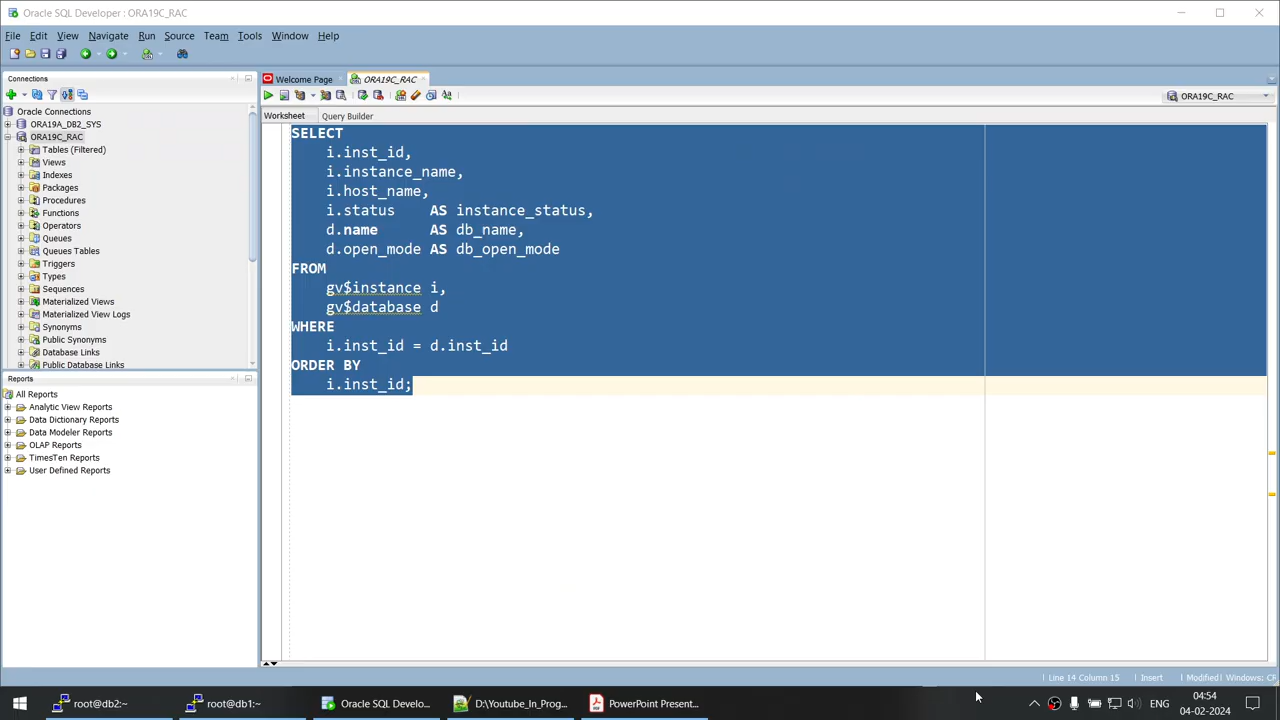 Oracle SQL Developer : ORA19C_RAC
File Edit View Navigate Run Source Team Tools Window Help
Connections
Oracle Connections
ORA19A_DB2_SYS
ORA19C_RAC
Tables (Filtered)
Views
Indexes
Packages
Procedures
Functions
Operators
Queues
Queues Tables
Triggers
Types
Sequences
Materialized Views
Materialized View Logs
Synonyms
Public Synonyms
Database Links
Public Database Links
Reports
All Reports
Analytic View Reports
Data Dictionary Reports
Data Modeler Reports
OLAP Reports
TimesTen Reports
User Defined Reports
Welcome Page ORA19C_RAC
ORA19C_RAC
Worksheet Query Builder
SELECT
i.inst_id,
i.instance_name,
i.host_name,
i.status AS instance_status,
d.name AS db_name,
d.open_mode AS db_open_mode
FROM
gv$instance i,
gv$database d
WHERE
i.inst_id = d.inst_id
ORDER BY
i.inst_id;
Line 14 Column 15 Insert Modified Windows: CR
root@db2:~ root@db1:~ Oracle SQL Develo... D:\Youtube_In_Prog... PowerPoint Present...
ENG
04:54
04-02-2024